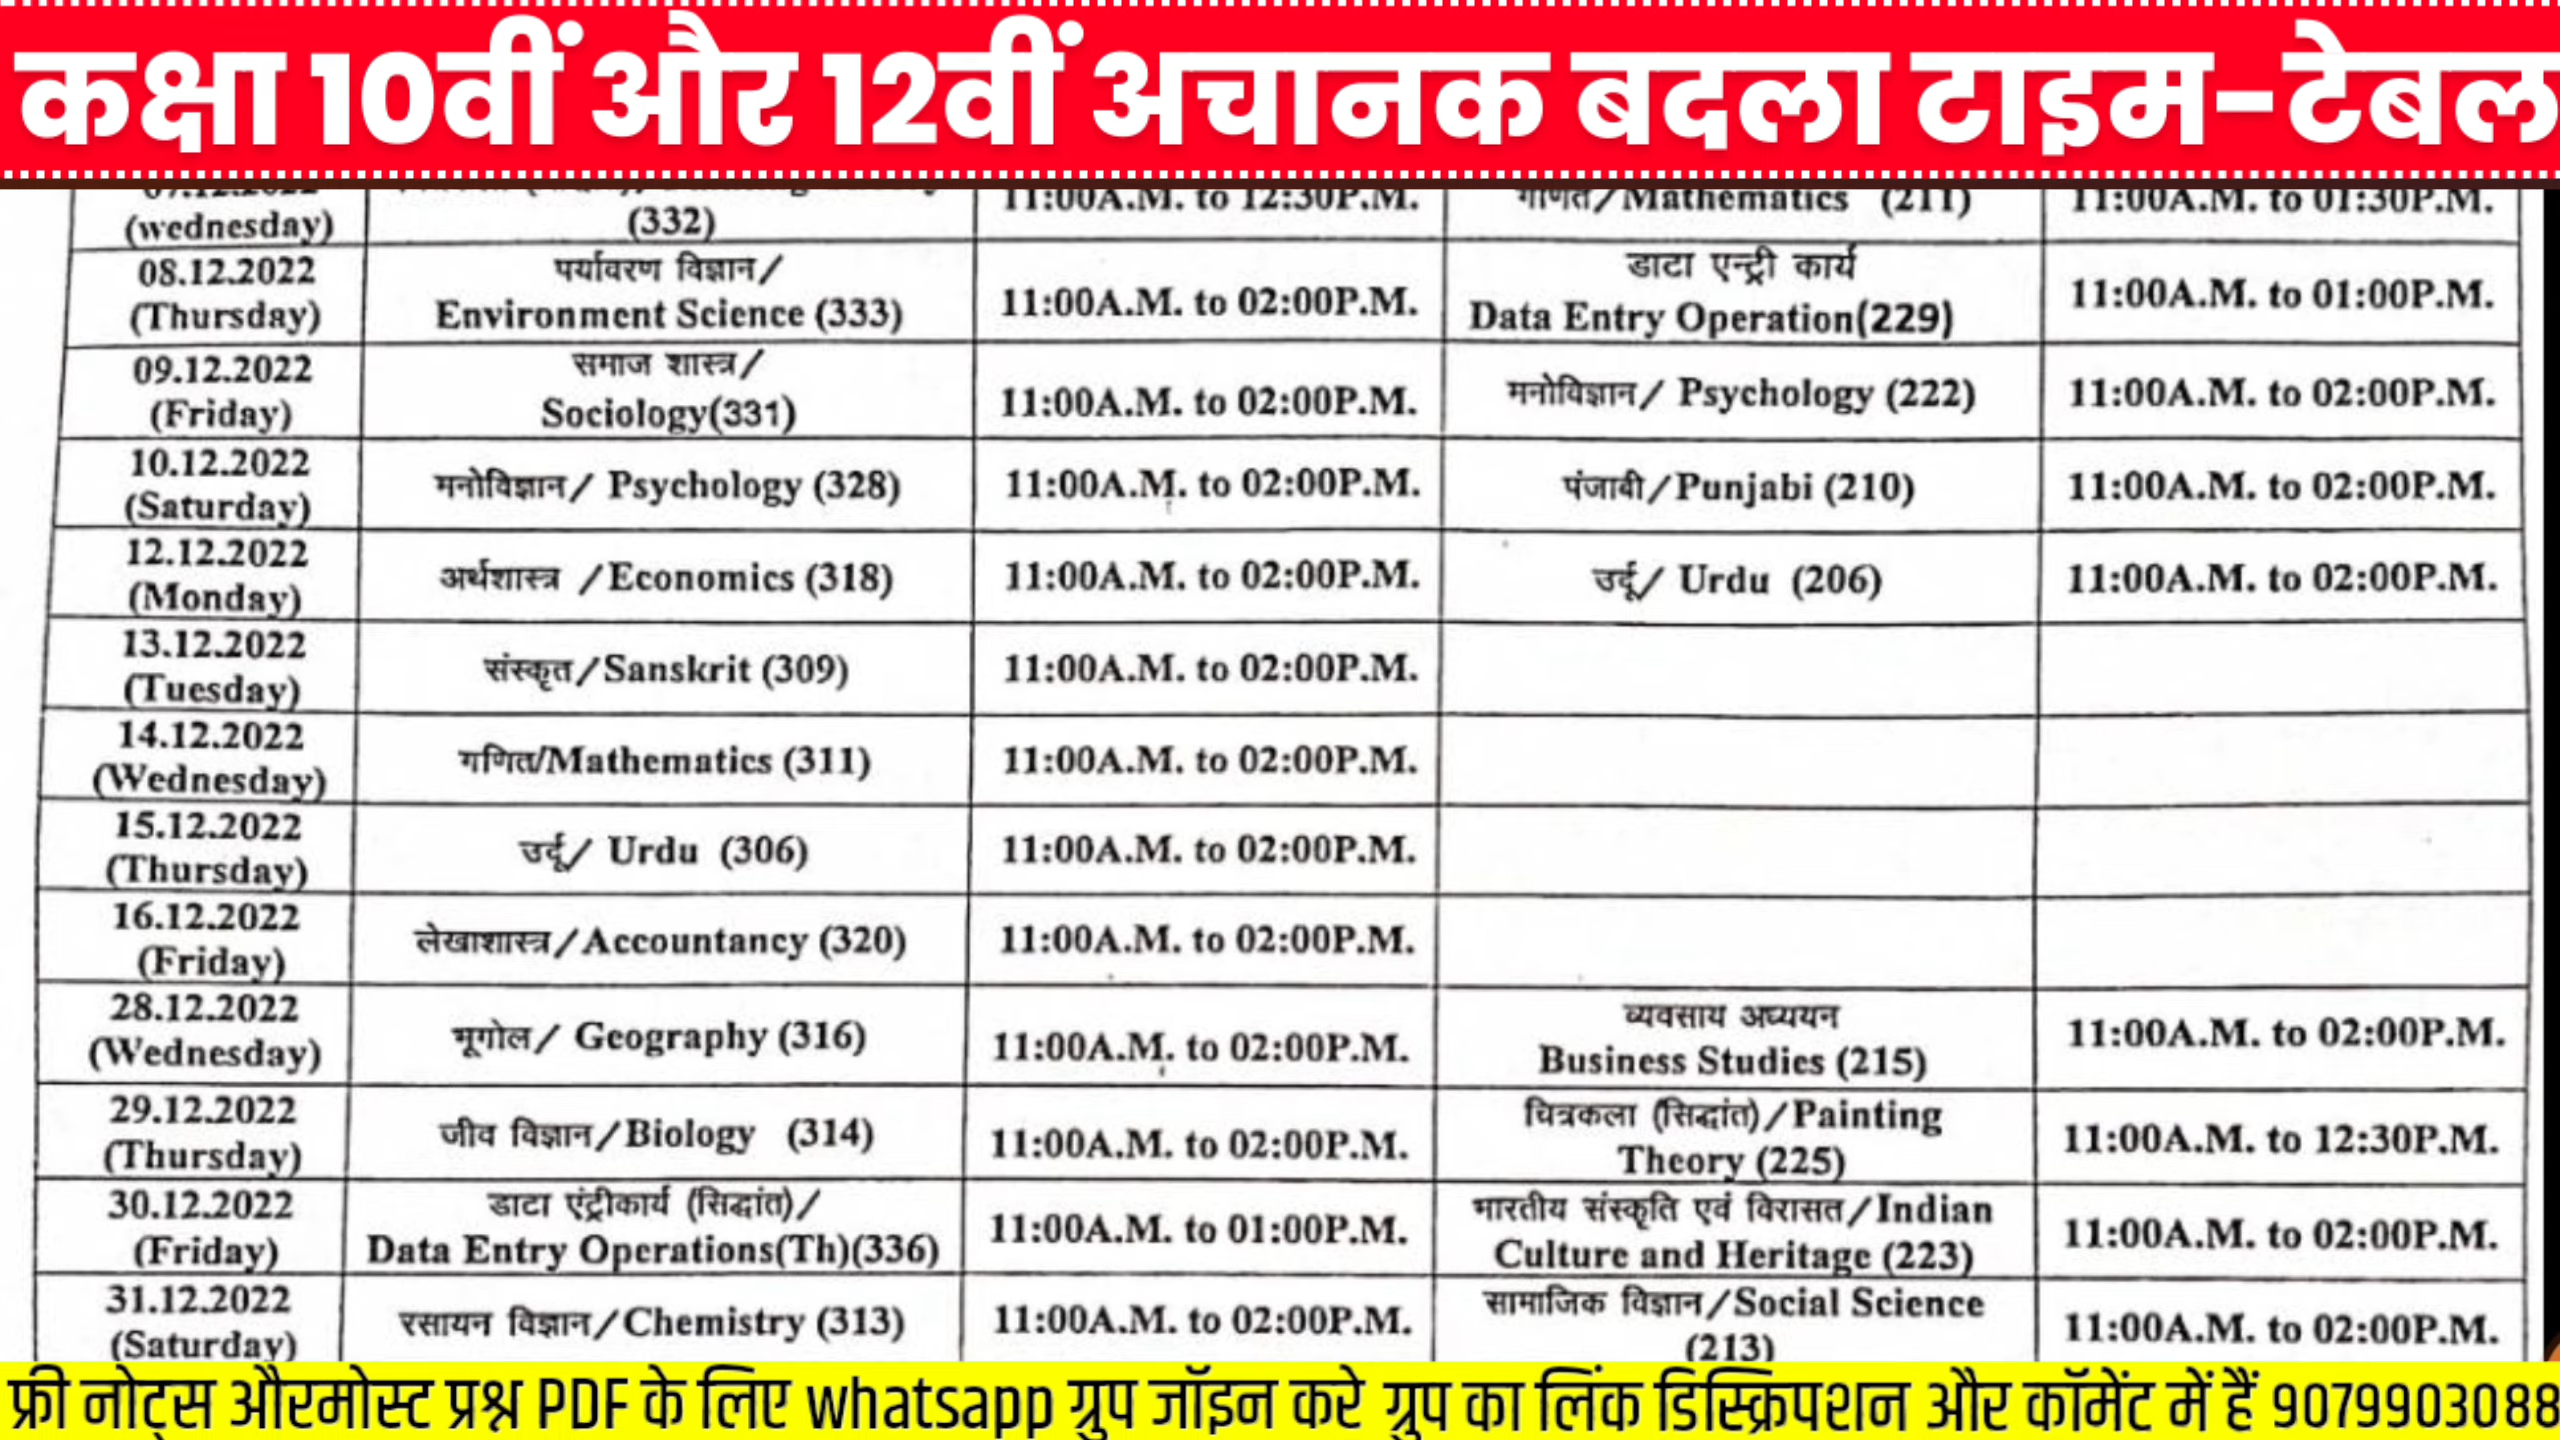 कक्षा 10वीं और 12वीं अचानक बदला टाइम-टेबल
07.12.2022
(wednesday)
(332)
11:00A.M. to 12:30P.M.
गणित/Mathematics (211)
11:00A.M. to 01:30P.M.
08.12.2022
(Thursday)
पर्यावरण विज्ञान/
Environment Science (333)
11:00A.M. to 02:00P.M.
डाटा एन्ट्री कार्य
Data Entry Operation(229)
11:00A.M. to 01:00P.M.
09.12.2022
(Friday)
समाज शास्त्र/
Sociology(331)
11:00A.M. to 02:00P.M.
मनोविज्ञान/ Psychology (222)
11:00A.M. to 02:00P.M.
10.12.2022
(Saturday)
मनोविज्ञान/ Psychology (328)
11:00A.M. to 02:00P.M.
पंजाबी/Punjabi (210)
11:00A.M. to 02:00P.M.
12.12.2022
(Monday)
अर्थशास्त्र /Economics (318)
11:00A.M. to 02:00P.M.
उर्दू/ Urdu (206)
11:00A.M. to 02:00P.M.
13.12.2022
(Tuesday)
संस्कृत/Sanskrit (309)
11:00A.M. to 02:00P.M.
14.12.2022
(Wednesday)
गणित/Mathematics (311)
11:00A.M. to 02:00P.M.
15.12.2022
(Thursday)
उर्दू/ Urdu (306)
11:00A.M. to 02:00P.M.
16.12.2022
(Friday)
लेखाशास्त्र/Accountancy (320)
11:00A.M. to 02:00P.M.
28.12.2022
(Wednesday)
भूगोल/ Geography (316)
11:00A.M. to 02:00P.M.
व्यवसाय अध्ययन
Business Studies (215)
11:00A.M. to 02:00P.M.
29.12.2022
(Thursday)
जीव विज्ञान/Biology (314)
11:00A.M. to 02:00P.M.
चित्रकला (सिद्धांत)/Painting
Theory (225)
11:00A.M. to 12:30P.M.
30.12.2022
(Friday)
डाटा एंट्रीकार्य (सिद्धांत)/
Data Entry Operations(Th)(336)
11:00A.M. to 01:00P.M.
भारतीय संस्कृति एवं विरासत/Indian
Culture and Heritage (223)
11:00A.M. to 02:00P.M.
31.12.2022
(Saturday)
रसायन विज्ञान/Chemistry (313)
11:00A.M. to 02:00P.M.
सामाजिक विज्ञान/Social Science
(213)
11:00A.M. to 02:00P.M.
फ्री नोट्स औरमोस्ट प्रश्न PDF के लिए whatsapp ग्रुप जॉइन करे ग्रुप का लिंक डिस्क्रिपशन और कॉमेंट में हैं 9079903088